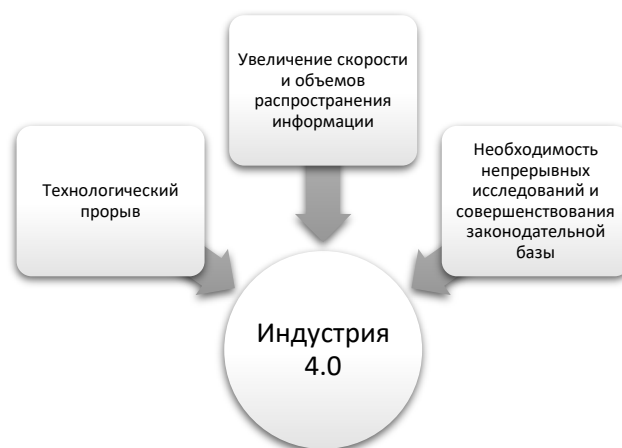 Увеличение скорости
и объемов
распространения
информации
Технологический
прорыв
Необходимость
непрерывных
исследований и
совершенствования
законодательной
базы
Индустрия
4.0